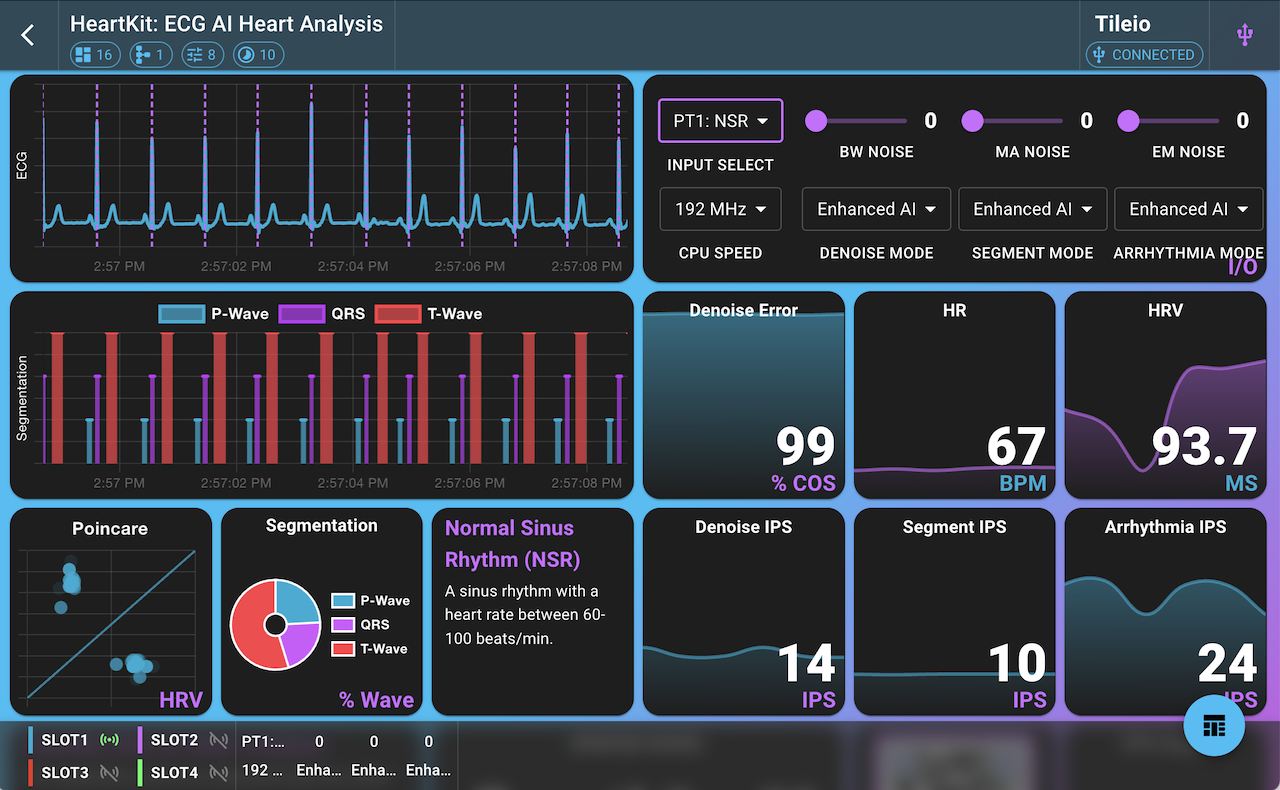 HeartKit: ECG AI Heart Analysis
16
1
8
10
Tileio
CONNECTED
ECG
2:57 PM
2:57:02 PM
2:57:04 PM
2:57:06 PM
2:57:08 PM
PT1: NSR
INPUT SELECT
0
BW NOISE
0
MA NOISE
0
EM NOISE
192 MHz
CPU SPEED
Enhanced AI
DENOISE MODE
Enhanced AI
SEGMENT MODE
Enhanced AI
ARRHYTHMIA MODE
I/O
P-Wave
QRS
T-Wave
Segmentation
2:57 PM
2:57:02 PM
2:57:04 PM
2:57:06 PM
2:57:08 PM
Denoise Error
99
% COS
HR
67
BPM
HRV
93.7
MS
Poincare
HRV
Segmentation
P-Wave
QRS
T-Wave
% Wave
Normal Sinus
Rhythm (NSR)
A sinus rhythm with a
heart rate between 60-
100 beats/min.
Denoise IPS
14
IPS
Segment IPS
10
IPS
Arrhythmia IPS
24
IPS
SLOT1
SLOT2
SLOT3
SLOT4
PT1:...
0
0
0
192 ...
Enha...
Enha...
Enha...